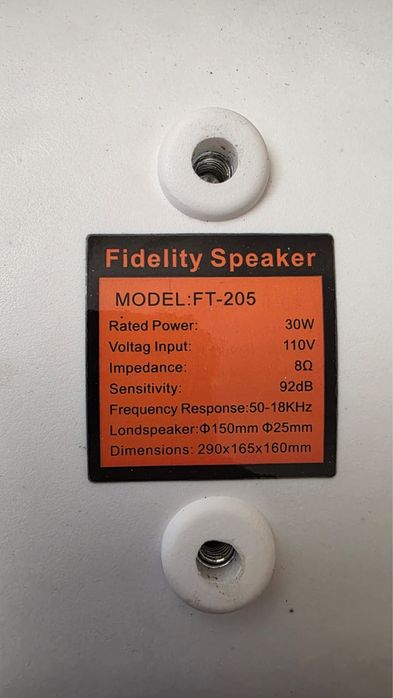 Fidelity Speaker
MODEL:FT-205
Rated Power: 30W
Voltag Input: 110V
Impedance: 8Ω
Sensitivity: 92dB
Frequency Response:50-18KHz
Londspeaker:Φ150mm Φ25mm
Dimensions: 290x165x160mm